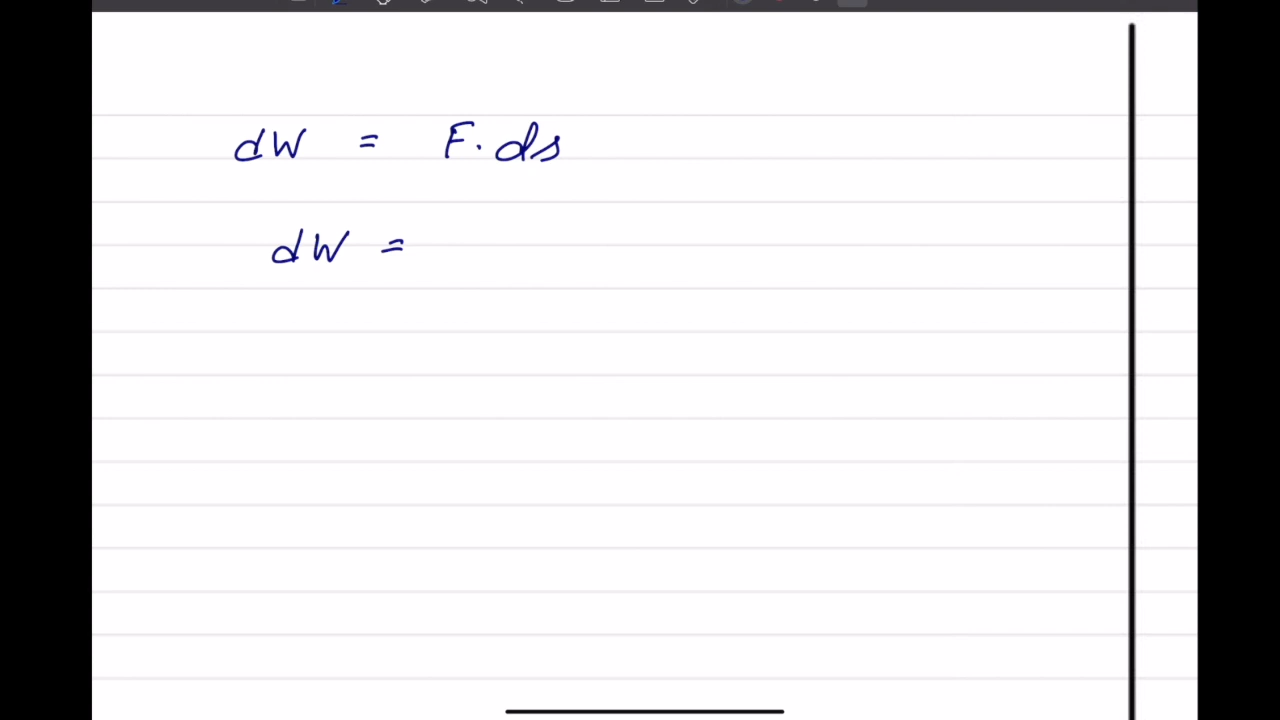 dW = F. ds
dW =